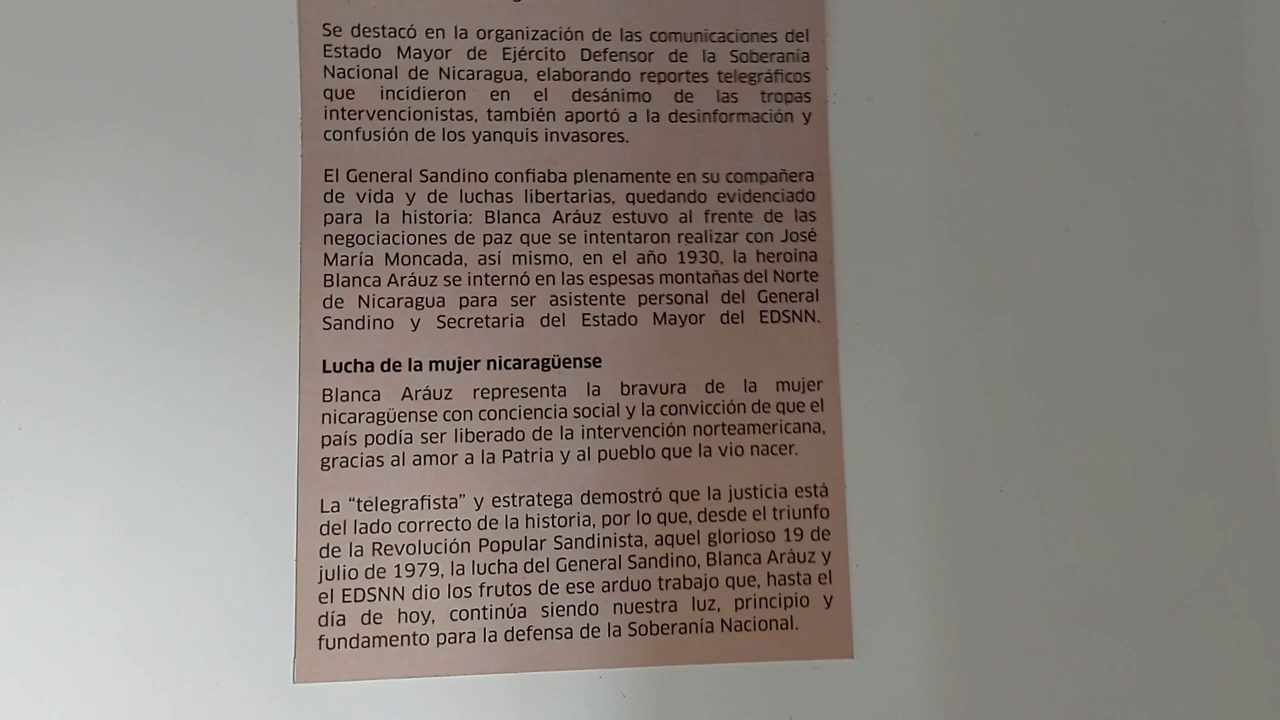 Se destacó en la organización de las comunicaciones del
Estado Mayor de Ejército Defensor de la Soberanía
Nacional de Nicaragua, elaborando reportes telegráficos
que incidieron en el desánimo de las tropas
intervencionistas, también aportó a la desinformación y
confusión de los yanquis invasores.
El General Sandino confiaba plenamente en su compañera
de vida y de luchas libertarias, quedando evidenciado
para la historia: Blanca Aráuz estuvo al frente de las
negociaciones de paz que se intentaron realizar con José
María Moncada, así mismo, en el año 1930, la heroína
Blanca Aráuz se internó en las espesas montañas del Norte
de Nicaragua para ser asistente personal del General
Sandino y Secretaria del Estado Mayor del EDSNN.
Lucha de la mujer nicaragüense
Blanca Aráuz representa la bravura de la mujer
nicaragüense con conciencia social y la convicción de que el
país podía ser liberado de la intervención norteamericana,
gracias al amor a la Patria y al pueblo que la vio nacer.
La “telegrafista” y estratega demostró que la justicia está
del lado correcto de la historia, por lo que, desde el triunfo
de la Revolución Popular Sandinista, aquel glorioso 19 de
julio de 1979, la lucha del General Sandino, Blanca Aráuz y
el EDSNN dio los frutos de ese arduo trabajo que, hasta el
día de hoy, continúa siendo nuestra luz, principio y
fundamento para la defensa de la Soberanía Nacional.